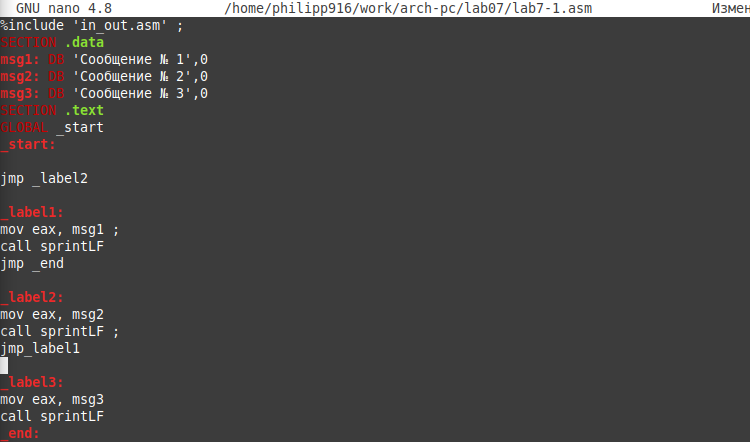 GNU nano 4.8 /home/philipp916/work/arch-pc/lab07/lab7-1.asm Измен
%include 'in_out.asm' ;
SECTION .data
msg1: DB 'Сообщение № 1',0
msg2: DB 'Сообщение № 2',0
msg3: DB 'Сообщение № 3',0
SECTION .text
GLOBAL _start
_start:
jmp _label2
_label1:
mov eax, msg1 ;
call sprintLF
jmp _end
_label2:
mov eax, msg2
call sprintLF ;
jmp_label1
_label3:
mov eax, msg3
call sprintLF
_end: